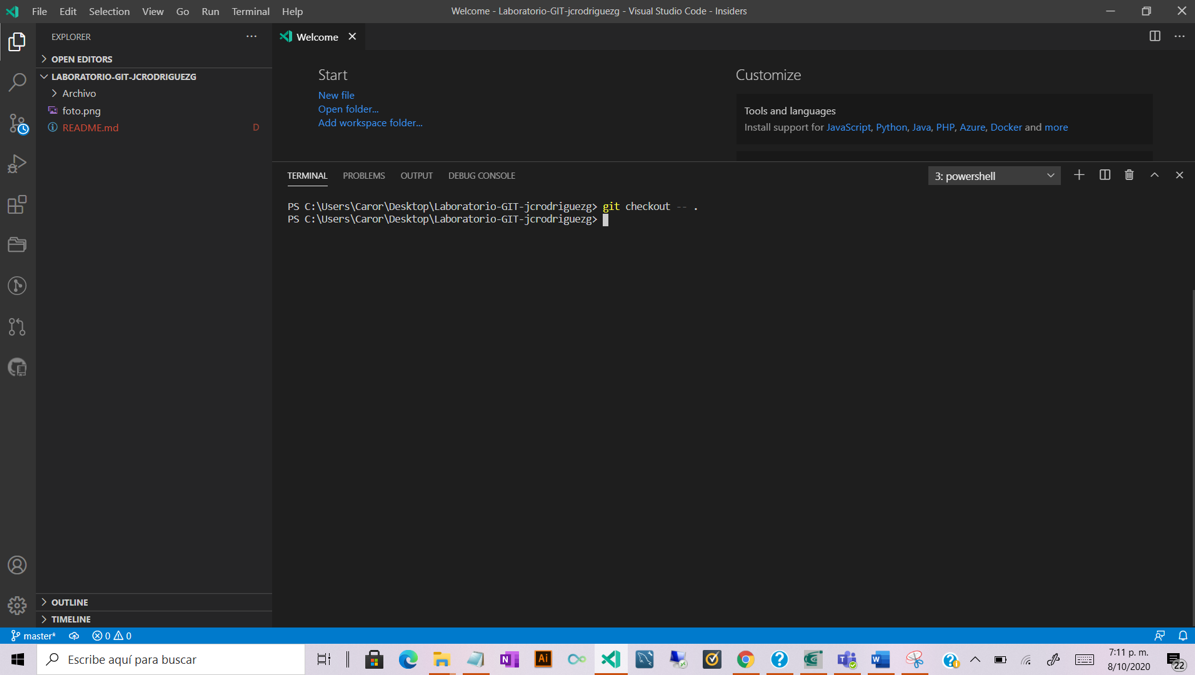 File Edit Selection View Go Run Terminal Help
Welcome - Laboratorio-GIT-jcrodriguezg - Visual Studio Code - Insiders
EXPLORER
OPEN EDITORS
LABORATORIO-GIT-JCRODRIGUEZG
Archivo
foto.png
README.md D
OUTLINE
TIMELINE
Welcome
Start
New file
Open folder...
Add workspace folder...
Customize
Tools and languages
Install support for JavaScript, Python, Java, PHP, Azure, Docker and more
TERMINAL PROBLEMS OUTPUT DEBUG CONSOLE
3: powershell
PS C:\Users\Caror\Desktop\Laboratorio-GIT-jcrodriguezg> git checkout -- .
PS C:\Users\Caror\Desktop\Laboratorio-GIT-jcrodriguezg>
master* 0 0
Escribe aquí para buscar
Ai
7:11 p. m.
8/10/2020
22